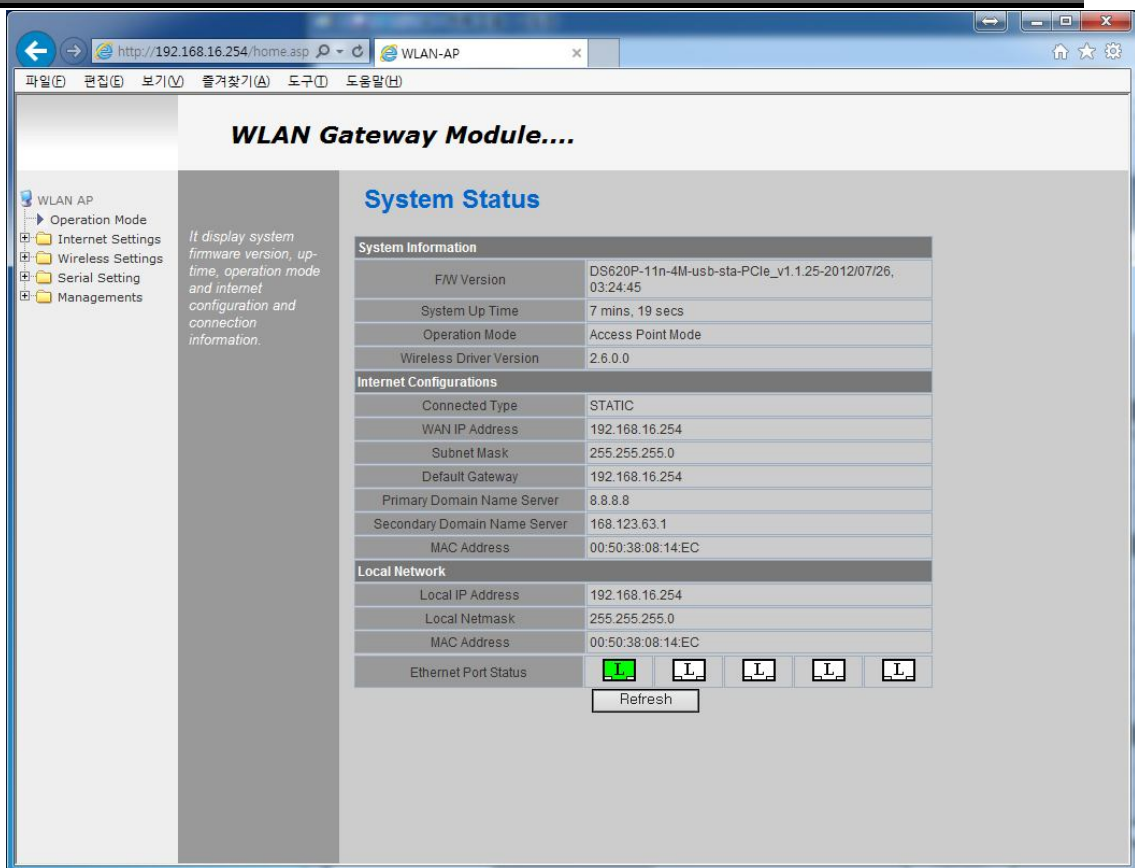 http://192.168.16.254/home.asp
WLAN-AP
파일(F) 편집(E) 보기(V) 즐겨찾기(A) 도구(T) 도움말(H)
WLAN Gateway Module....
WLAN AP
Operation Mode
Internet Settings
Wireless Settings
Serial Setting
Managements
It display system
firmware version, up-
time, operation mode
and internet
configuration and
connection
information.
System Status
System Information
F/W Version DS620P-11n-4M-usb-sta-PCIe_v1.1.25-2012/07/26,
03:24:45
System Up Time 7 mins, 19 secs
Operation Mode Access Point Mode
Wireless Driver Version 2.6.0.0
Internet Configurations
Connected Type STATIC
WAN IP Address 192.168.16.254
Subnet Mask 255.255.255.0
Default Gateway 192.168.16.254
Primary Domain Name Server 8.8.8.8
Secondary Domain Name Server 168.123.63.1
MAC Address 00:50:38:08:14:EC
Local Network
Local IP Address 192.168.16.254
Local Netmask 255.255.255.0
MAC Address 00:50:38:08:14:EC
Ethernet Port Status L L L L L
Refresh